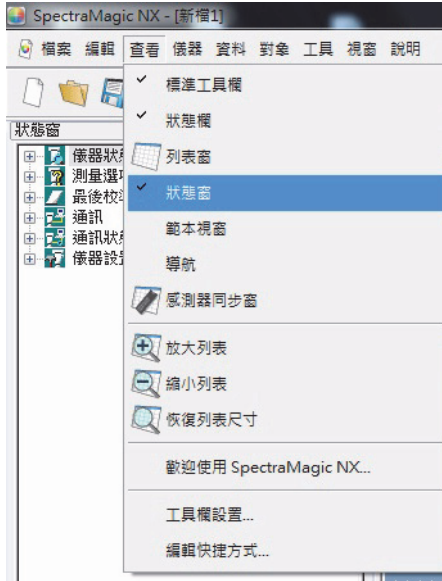 SpectraMagic NX - [新檔1]
檔案 編輯 查看 儀器 資料 對象 工具 視窗 說明
標準工具欄
狀態窗
狀態欄
儀器狀
列表窗
測量選
最後校
狀態窗
通訊
範本視窗
通訊狀
儀器設
導航
感測器同步窗
放大列表
縮小列表
恢復列表尺寸
歡迎使用 SpectraMagic NX...
工具欄設置...
編輯快捷方式...